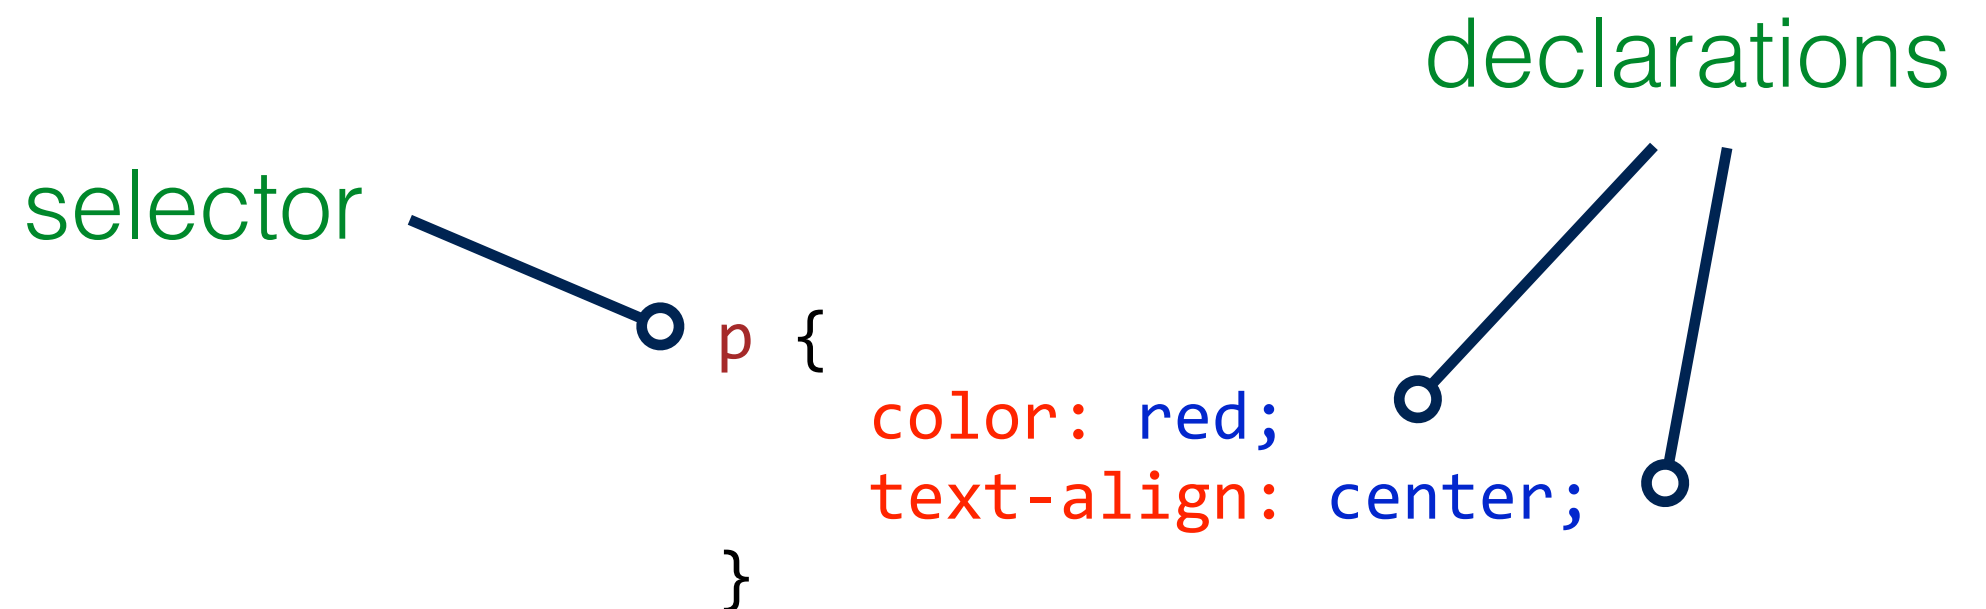 declarations
selector
p {
color: red;
text-align: center;
}